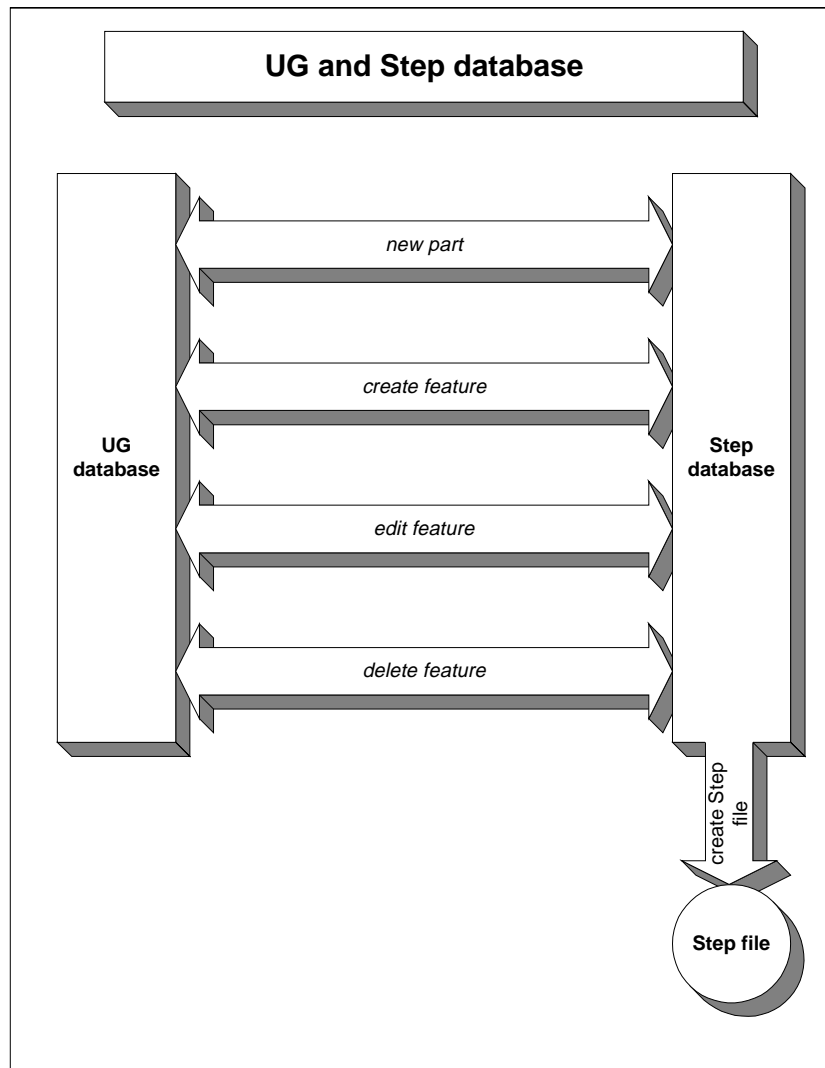 UG and Step database
new part
create feature
UG
database
Step
database
edit feature
delete feature
create Step
file
Step file